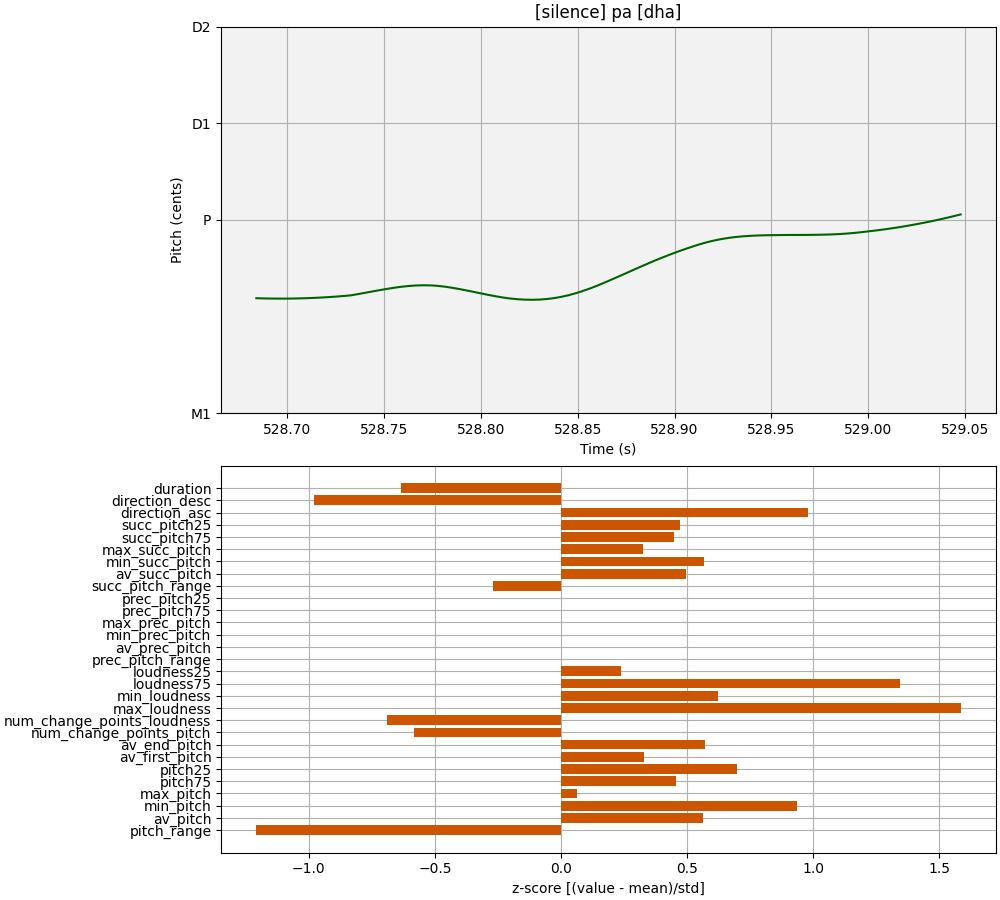 [silence] pa [dha]
D2
D1
P
M1
Pitch (cents)
528.70 528.75 528.80 528.85 528.90 528.95 529.00 529.05
Time (s)
duration
direction_desc
direction_asc
succ_pitch25
succ_pitch75
max_succ_pitch
min_succ_pitch
av_succ_pitch
succ_pitch_range
prec_pitch25
prec_pitch75
max_prec_pitch
min_prec_pitch
av_prec_pitch
prec_pitch_range
loudness25
loudness75
min_loudness
max_loudness
num_change_points_loudness
num_change_points_pitch
av_end_pitch
av_first_pitch
pitch25
pitch75
max_pitch
min_pitch
av_pitch
pitch_range
−1.0 −0.5 0.0 0.5 1.0 1.5
z-score [(value - mean)/std]